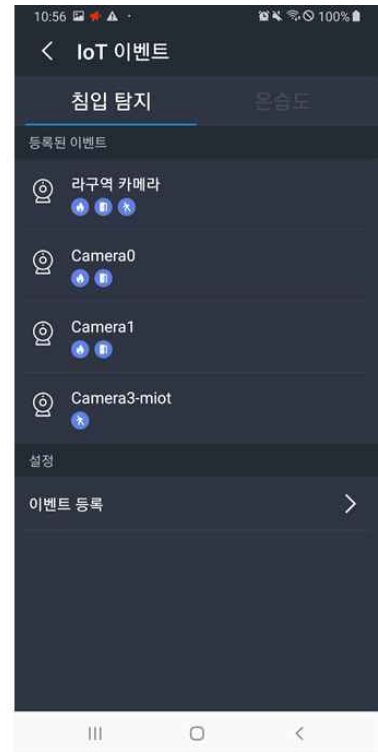 10:56 100%
IoT 이벤트
침입 탐지 온습도
등록된 이벤트
라구역 카메라
Camera0
Camera1
Camera3-miot
설정
이벤트 등록